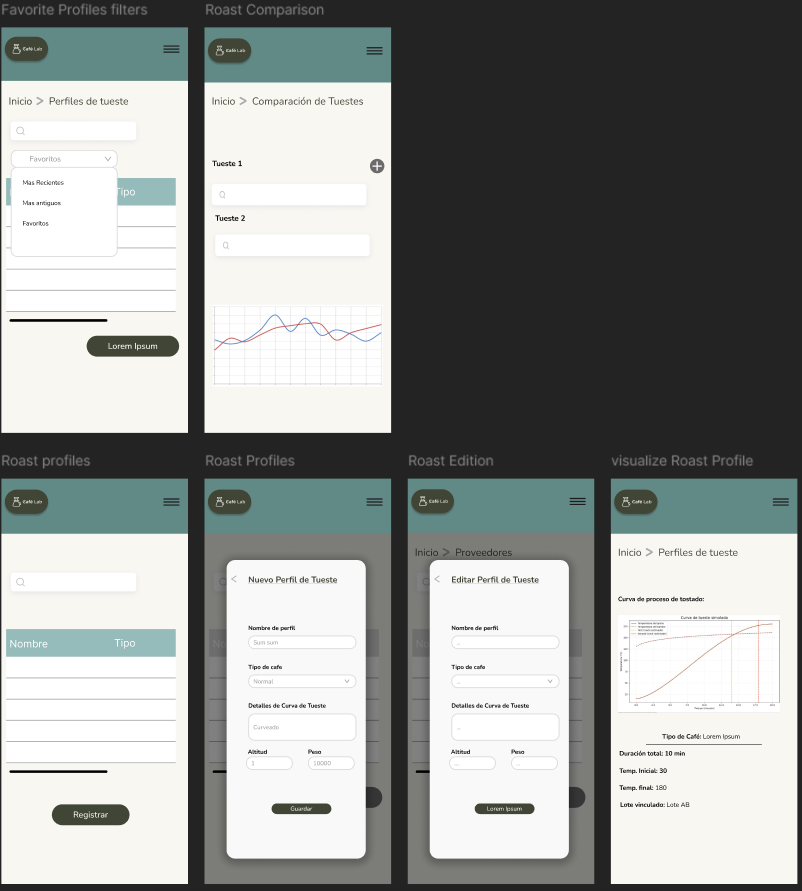 Favorite Profiles filters
Café Lab
Inicio > Perfiles de tueste
Favoritos
Tipo
Mas Recientes
Mas antiguos
Favoritos
Lorem Ipsum
Roast Comparison
Café Lab
Inicio > Comparación de Tuestes
Tueste 1
Tueste 2
Roast profiles
Café Lab
Nombre Tipo
Registrar
Roast Profiles
Café Lab
Nuevo Perfil de Tueste
Nombre de perfil
Sum sum
Tipo de cafe
Normal
Detalles de Curva de Tueste
Curveado
Altitud Peso
1 10000
Guardar
Roast Edition
Café Lab
Inicio > Proveedores
Editar Perfil de Tueste
Nombre de perfil
...
Tipo de cafe
...
Detalles de Curva de Tueste
...
Altitud Peso
... ...
Lorem Ipsum
visualize Roast Profile
Café Lab
Inicio > Perfiles de tueste
Curva de proceso de tostado:
Curva de tueste simulada
Tipo de Café: Lorem Ipsum
Duración total: 10 min
Temp. Inicial: 30
Temp. final: 180
Lote vinculado: Lote AB